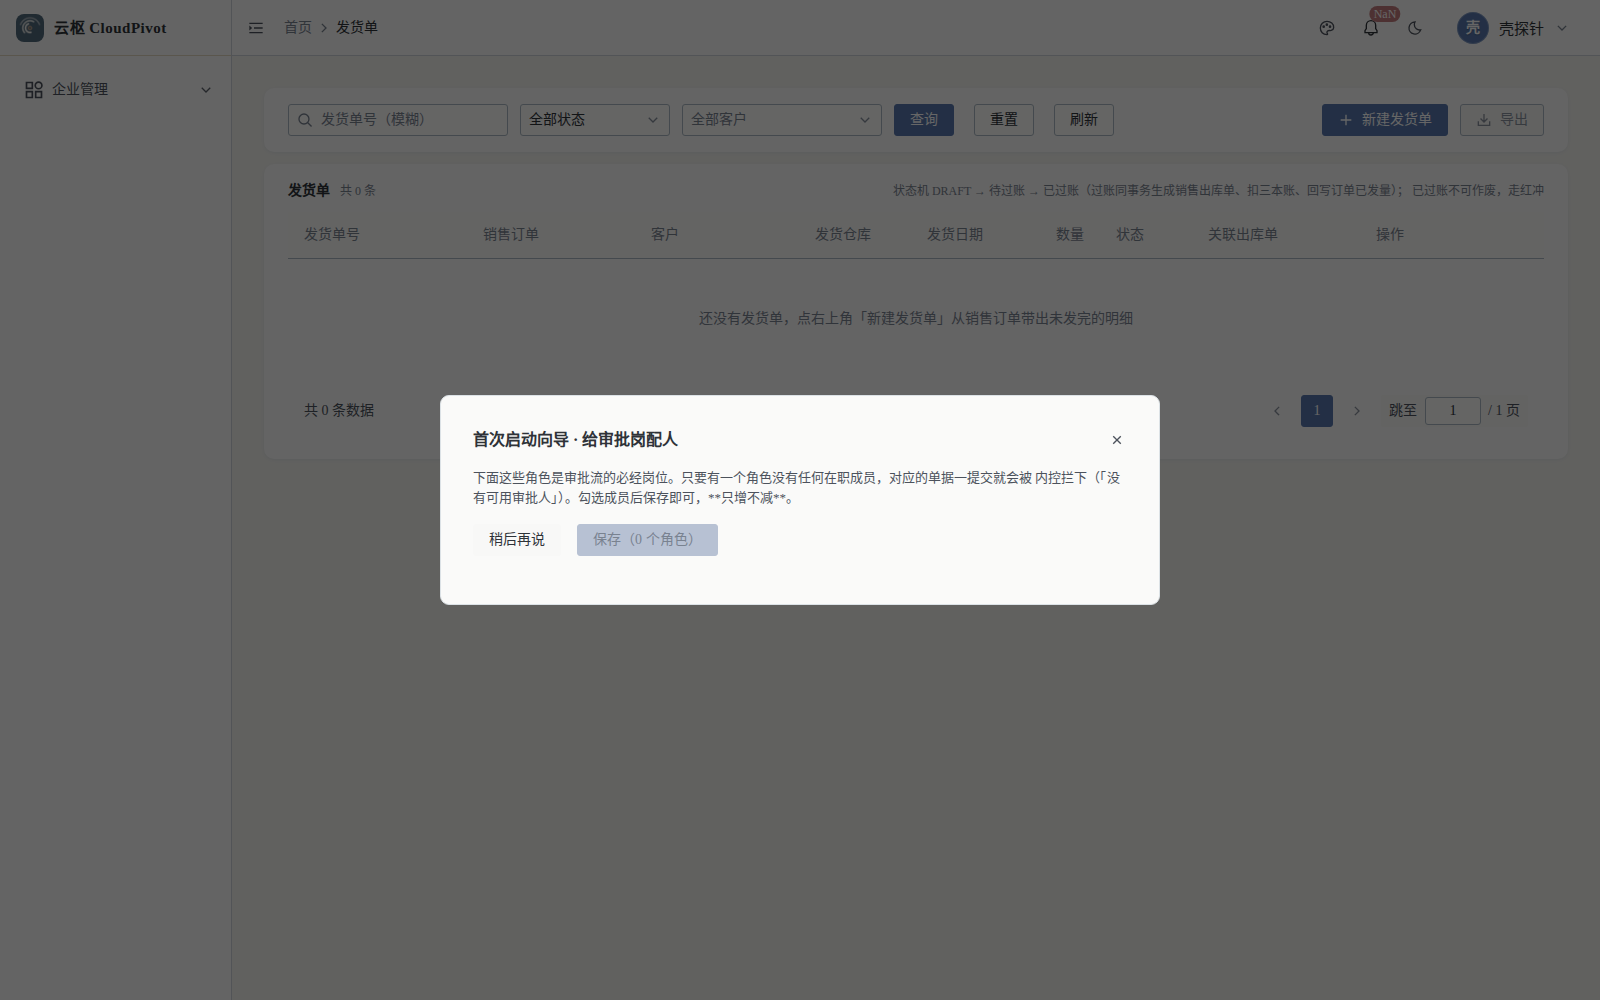 云枢 CloudPivot
首页 > 发货单
NaN
壳
壳探针
企业管理
发货单号（模糊）
全部状态
全部客户
查询
重置
刷新
新建发货单
导出
发货单 共 0 条
状态机 DRAFT → 待过账 → 已过账（过账同事务生成销售出库单、扣三本账、回写订单已发量）； 已过账不可作废，走红冲
发货单号 销售订单 客户 发货仓库 发货日期 数量 状态 关联出库单 操作
还没有发货单，点右上角「新建发货单」从销售订单带出未发完的明细
共 0 条数据
1
跳至 1 / 1 页
首次启动向导 · 给审批岗配人
下面这些角色是审批流的必经岗位。只要有一个角色没有任何在职成员，对应的单据一提交就会被 内控拦下（「没
有可用审批人」）。勾选成员后保存即可，**只增不减**。
稍后再说
保存（0 个角色）